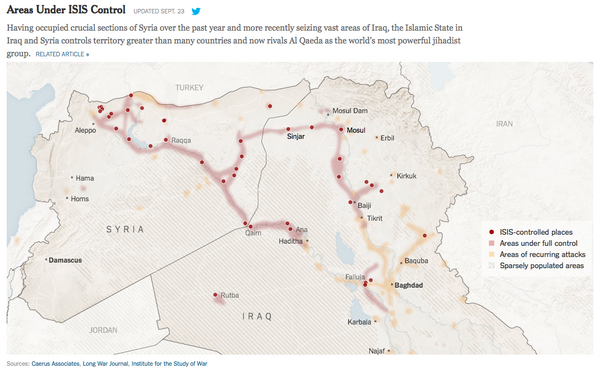 Areas Under ISIS Control UPDATED SEPT. 23
Having occupied crucial sections of Syria over the past year and more recently seizing vast areas of Iraq, the Islamic State in
Iraq and Syria controls territory greater than many countries and now rivals Al Qaeda as the world's most powerful jihadist
group. RELATED ARTICLE »
TURKEY
Mosul Dam
IRAN
Aleppo
Sinjar
Mosul
Erbil
Raqqa
Hama
Kirkuk
Homs
Baiji
Tikrit
SYRIA
Qaim
Ana
Haditha
ISIS-controlled places
Areas under full control
Areas of recurring attacks
Sparsely populated areas
Damascus
Baquba
Falluja
Baghdad
Rutba
IRAQ
Karbala
JORDAN
Najaf
Sources: Caerus Associates, Long War Journal, Institute for the Study of War